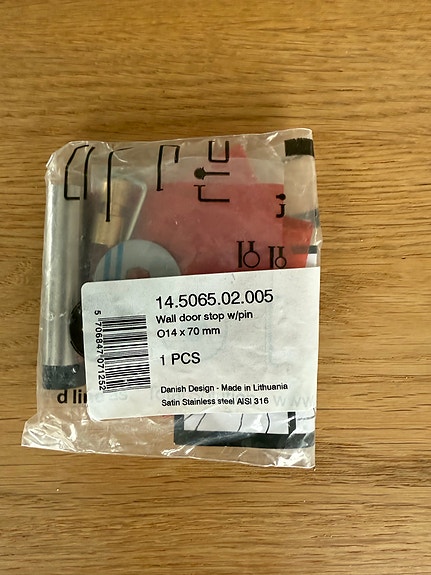 14.5065.02.005
Wall door stop w/pin
O14 x 70 mm
1 PCS
5 706847 071252
Danish Design - Made in Lithuania
Satin Stainless steel AISI 316
d li